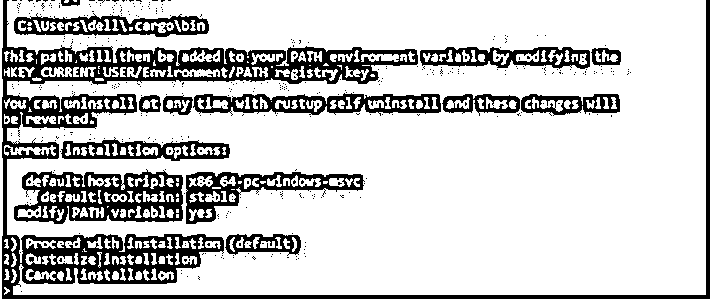 C:\Users\dell\.cargo\bin
This path will then be added to your PATH environment variable by modifying the
HKEY_CURRENT_USER/Environment/PATH registry key.
You can uninstall at any time with rustup self uninstall and these changes will
be reverted.
Current installation options:
default host triple: x86_64-pc-windows-msvc
default toolchain: stable
modify PATH variable: yes
1) Proceed with installation (default)
2) Customize installation
3) Cancel installation
>